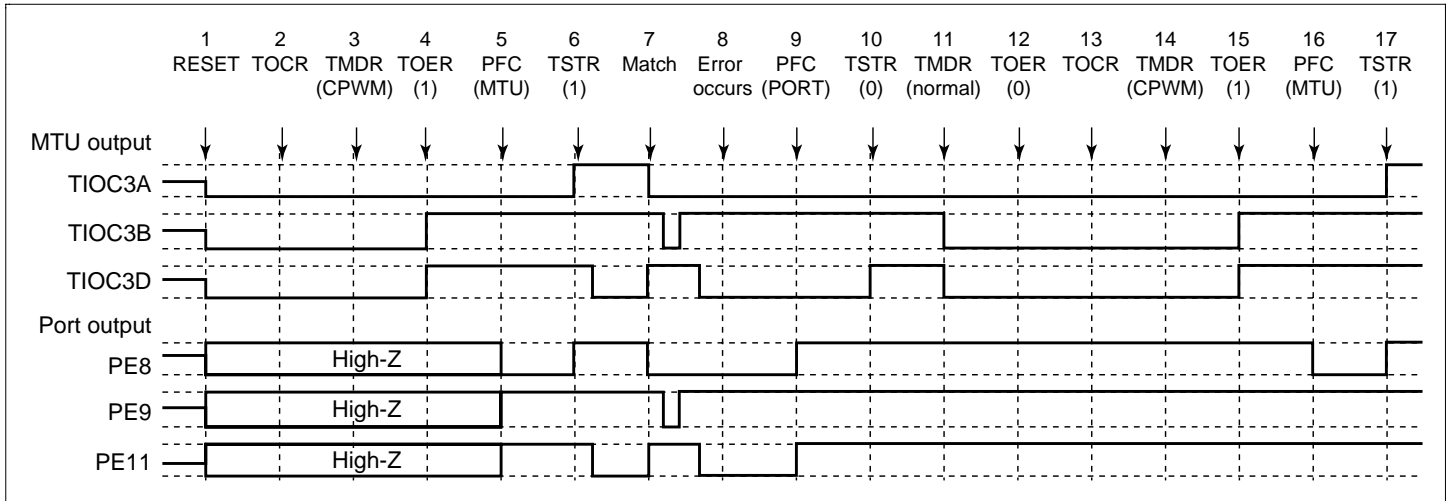 1 2 3 4 5 6 7 8 9 10 11 12 13 14 15 16 17
RESET TOCR TMDR TOER PFC TSTR Match Error PFC TSTR TMDR TOER TOCR TMDR TOER PFC TSTR
(CPWM) (1) (MTU) (1) occurs (PORT) (0) (normal) (0) (CPWM) (1) (MTU) (1)
MTU output
TIOC3A
TIOC3B
TIOC3D
Port output
PE8 High-Z
PE9 High-Z
PE11 High-Z